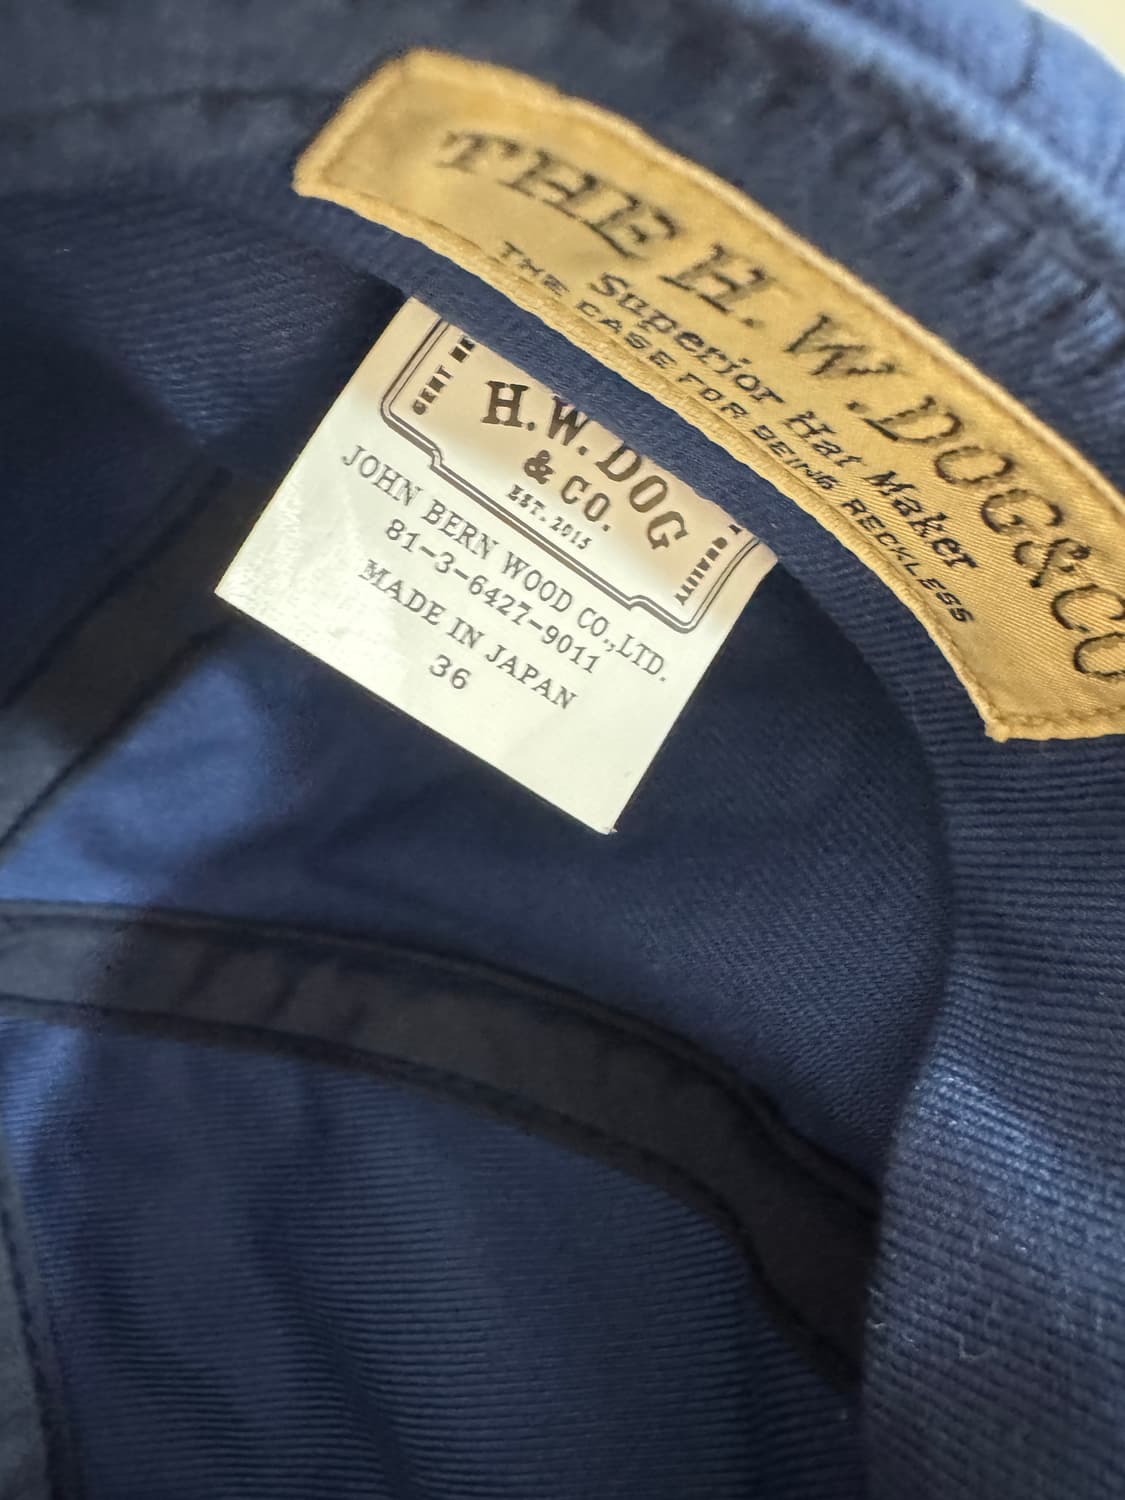 THE H.W.DOG&CO
Superior Hat Maker
THE CASE FOR BEING RECKLESS
H.W.DOG
& CO.
EST. 2015
QUALITY
JOHN BERN WOOD CO.,LTD.
81-3-6427-9011
MADE IN JAPAN
36